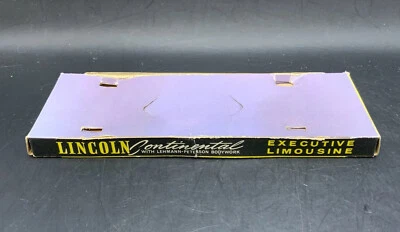 LINCOLN Continental
WITH LEHMANN-PETERSON BODYWORK
EXECUTIVE
LIMOUSINE